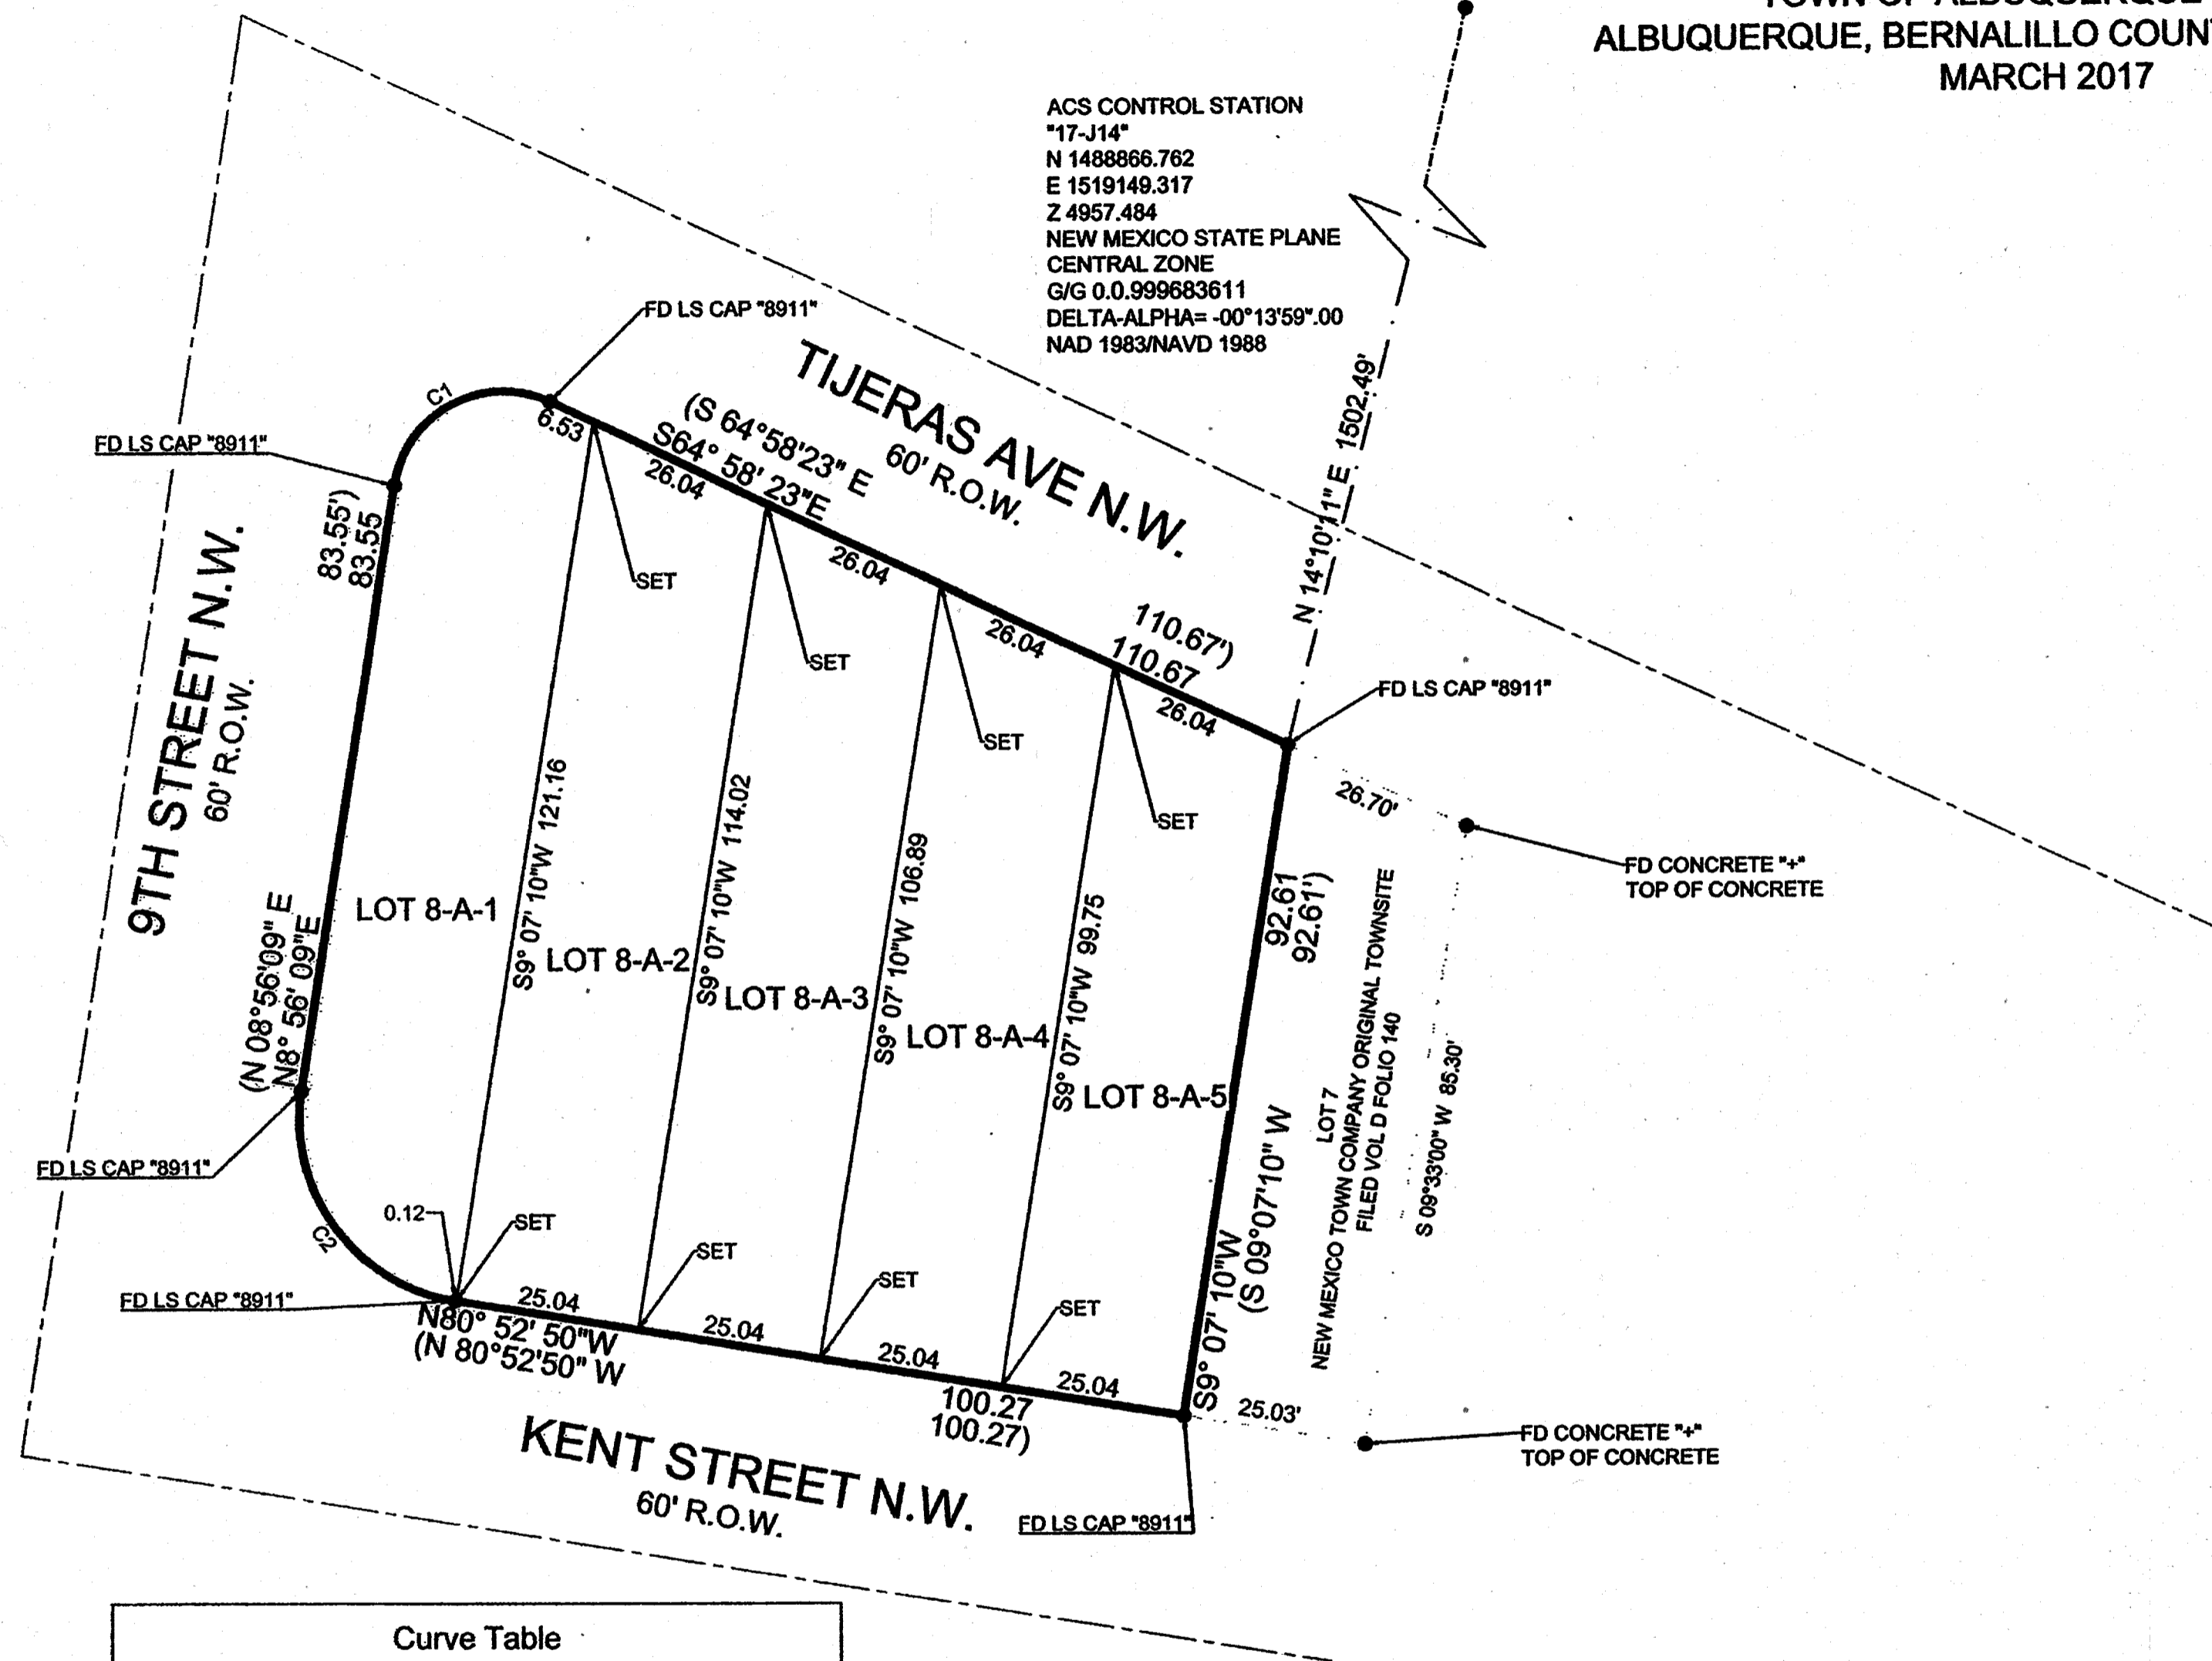 ALBUQUERQUE, BERNALILLO
MARCH 2017
ACS CONTROL STATION
"17-J14"
N 1488866.762
E 1519149.317
Z 4957.484
NEW MEXICO STATE PLANE
CENTRAL ZONE
G/G 0.0.999683611
DELTA-ALPHA= -00°13'59".00
NAD 1983/NAVD 1988
N 14°10'11" E 1502.49'
FD LS CAP "8911"
C1
FD LS CAP "8911"
TIJERAS AVE N.W.
60' R.O.W.
(S 64°58'23" E
S64° 58' 23"E
110.67')
110.67
6.53
26.04
26.04
26.04
26.04
SET
SET
SET
SET
FD LS CAP "8911"
83.55')
83.55
9TH STREET N.W.
60' R.O.W.
(N 08°56'09" E
N8° 56' 09"E
LOT 8-A-1
S9° 07' 10"W 121.16
LOT 8-A-2
S9° 07' 10"W 114.02
LOT 8-A-3
S9° 07' 10"W 106.89
LOT 8-A-4
S9° 07' 10"W 99.75
LOT 8-A-5
92.61
92.61')
S9° 07' 10"W
(S 09°07'10" W
26.70'
FD CONCRETE "+"
TOP OF CONCRETE
LOT 7
NEW MEXICO TOWN COMPANY ORIGINAL TOWNSITE
FILED VOL D FOLIO 140
S 09°33'00" W 85.30'
FD LS CAP "8911"
C2
0.12
SET
SET
SET
SET
FD LS CAP "8911"
25.04
25.04
25.04
25.04
N80° 52' 50"W
(N 80°52'50" W
100.27
100.27)
25.03'
FD CONCRETE "+"
TOP OF CONCRETE
KENT STREET N.W.
60' R.O.W.
FD LS CAP "8911"
Curve Table